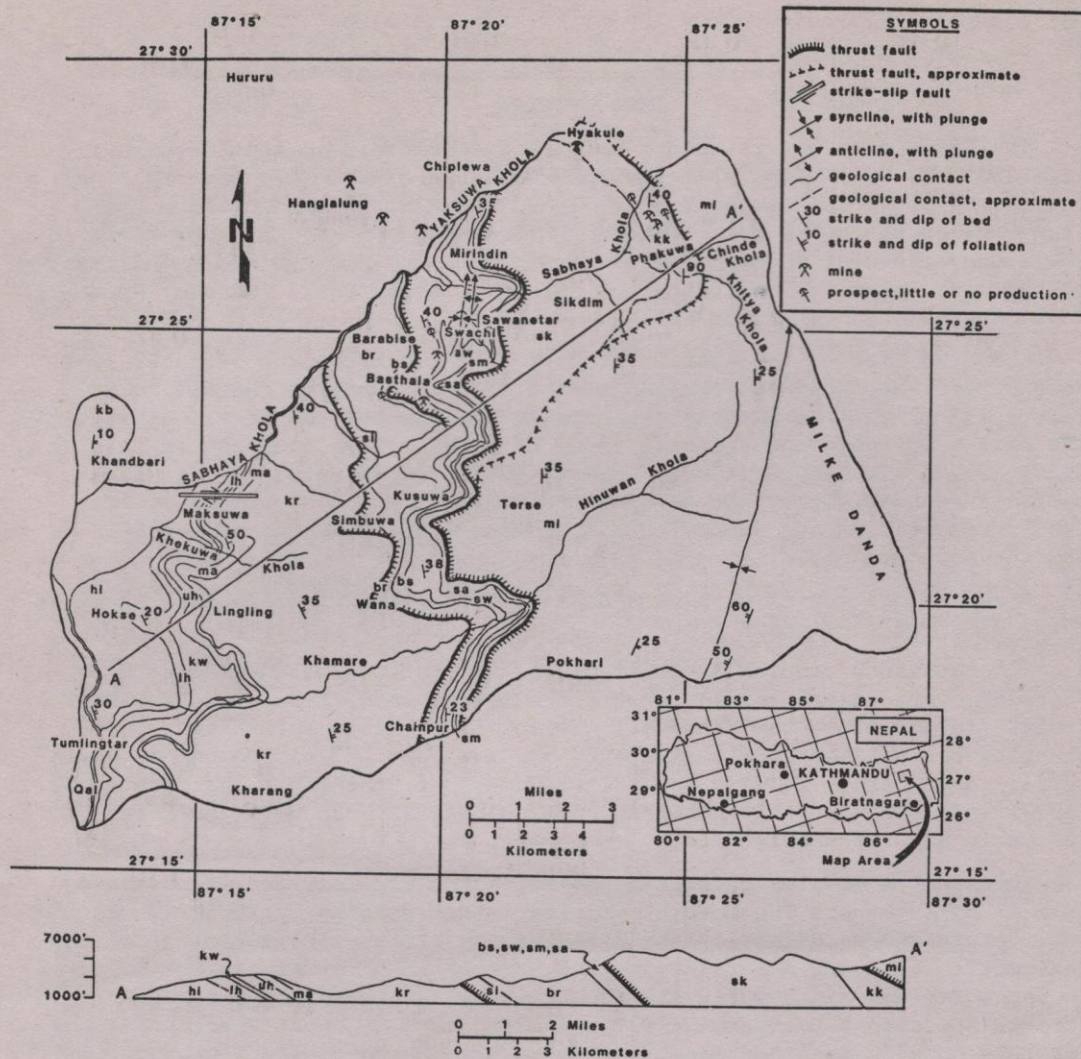 87° 15'
87° 20'
87° 25'
27° 30'
Hururu
SYMBOLS
thrust fault
thrust fault, approximate
strike-slip fault
syncline, with plunge
anticline, with plunge
geological contact
geological contact, approximate
30 strike and dip of bed
10 strike and dip of foliation
mine
prospect, little or no production
N
Hyakule
Chiplewa
YAKSUWA KHOLA
Hanglalung
40
mi
A'
kk
Khola
Phakuwa
Chinde
Khola
Mirindin
Sabhaya
90
Khitya
Khola
Sikdim
40
Sawanetar
Swachi
sk
27° 25'
27° 25'
Barabise
br
bs
sw
sm
35
25
Basthala
sa
MILKE DANDA
kb
10
Khandbari
40
SABHAYA KHOLA
si
lh
ma
kr
Kusuwa
35
Terse
mi
Hinuwan
Khola
Maksuwa
50
Simbuwa
Khekuwa
Khola
ma
hi
uh
38
br
bs
sa
sw
Wana
Hokse
20
Lingling
35
27° 20'
60
50
25
Pokhari
A
kw
lh
Khamare
30
Tumlingtar
23
Chainpur
sm
25
kr
Kharang
Qal
Miles
0 1 2 3
0 1 2 3 4
Kilometers
81°
83°
85°
87°
31°
30°
29°
NEPAL
28°
27°
26°
Pokhara
KATHMANDU
Nepalgang
Biratnagar
80°
82°
84°
86°
Map Area
27° 15'
27° 15'
87° 15'
87° 20'
87° 25'
87° 30'
7000'
1000'
A
kw
hi
lh
uh
ma
kr
si
br
bs,sw,sm,sa
sk
kk
mi
A'
0 1 2 Miles
0 1 2 3 Kilometers